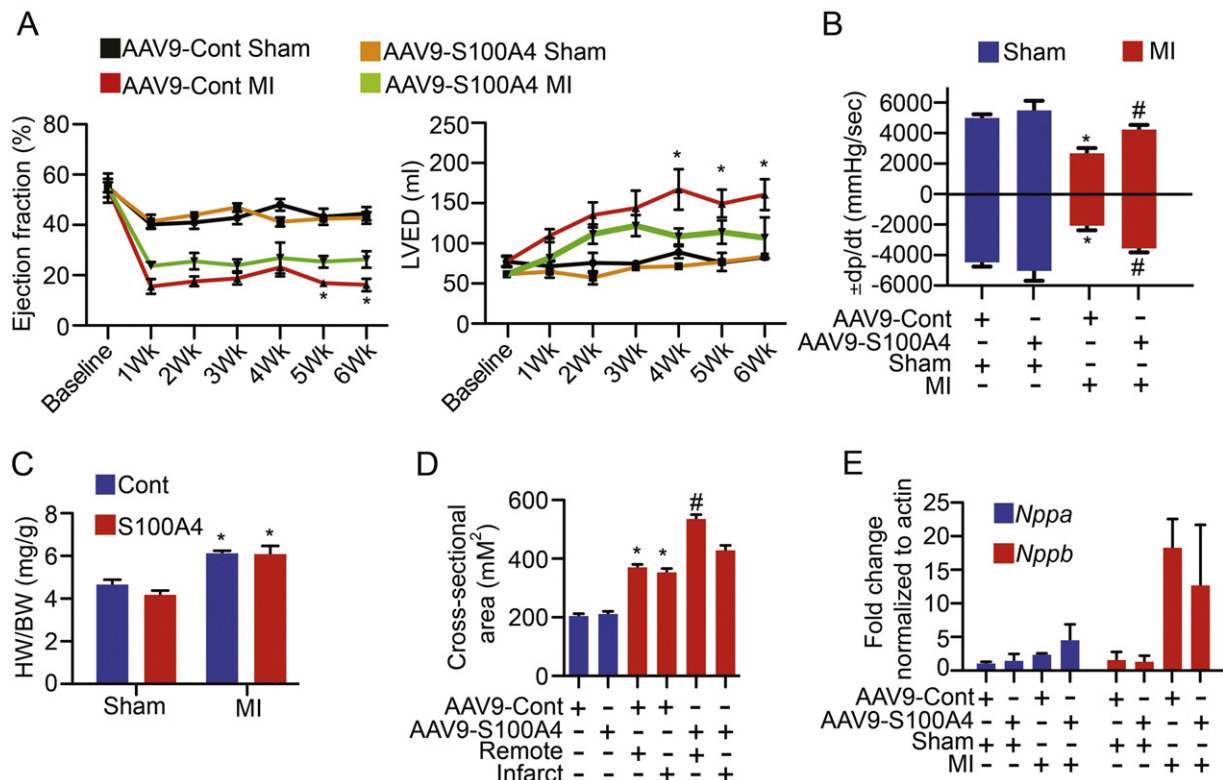 A
AAV9-Cont Sham
AAV9-S100A4 Sham
AAV9-Cont MI
AAV9-S100A4 MI
Ejection fraction (%)
80
60
40
20
0
* *
Baseline 1Wk 2Wk 3Wk 4Wk 5Wk 6Wk
LVED (ml)
250
200
150
100
50
0
* * *
Baseline 1Wk 2Wk 3Wk 4Wk 5Wk 6Wk
B
Sham MI
±dp/dt (mmHg/sec)
6000
4000
2000
0
-2000
-4000
-6000
* #
* #
AAV9-Cont + - + -
AAV9-S100A4 - + - +
Sham + + - -
MI - - + +
C
Cont
S100A4
HW/BW (mg/g)
8
6
4
2
0
* *
Sham MI
D
Cross-sectional
area (mM²)
600
400
200
0
* * #
AAV9-Cont + - + + - -
AAV9-S100A4 - + - - + +
Remote - - + - + -
Infarct - - - + - +
E
Nppa
Nppb
Fold change
normalized to actin
25
20
15
10
5
0
AAV9-Cont + - + - + - + -
AAV9-S100A4 - + - + - + - +
Sham + + - - + + - -
MI - - + + - - + +